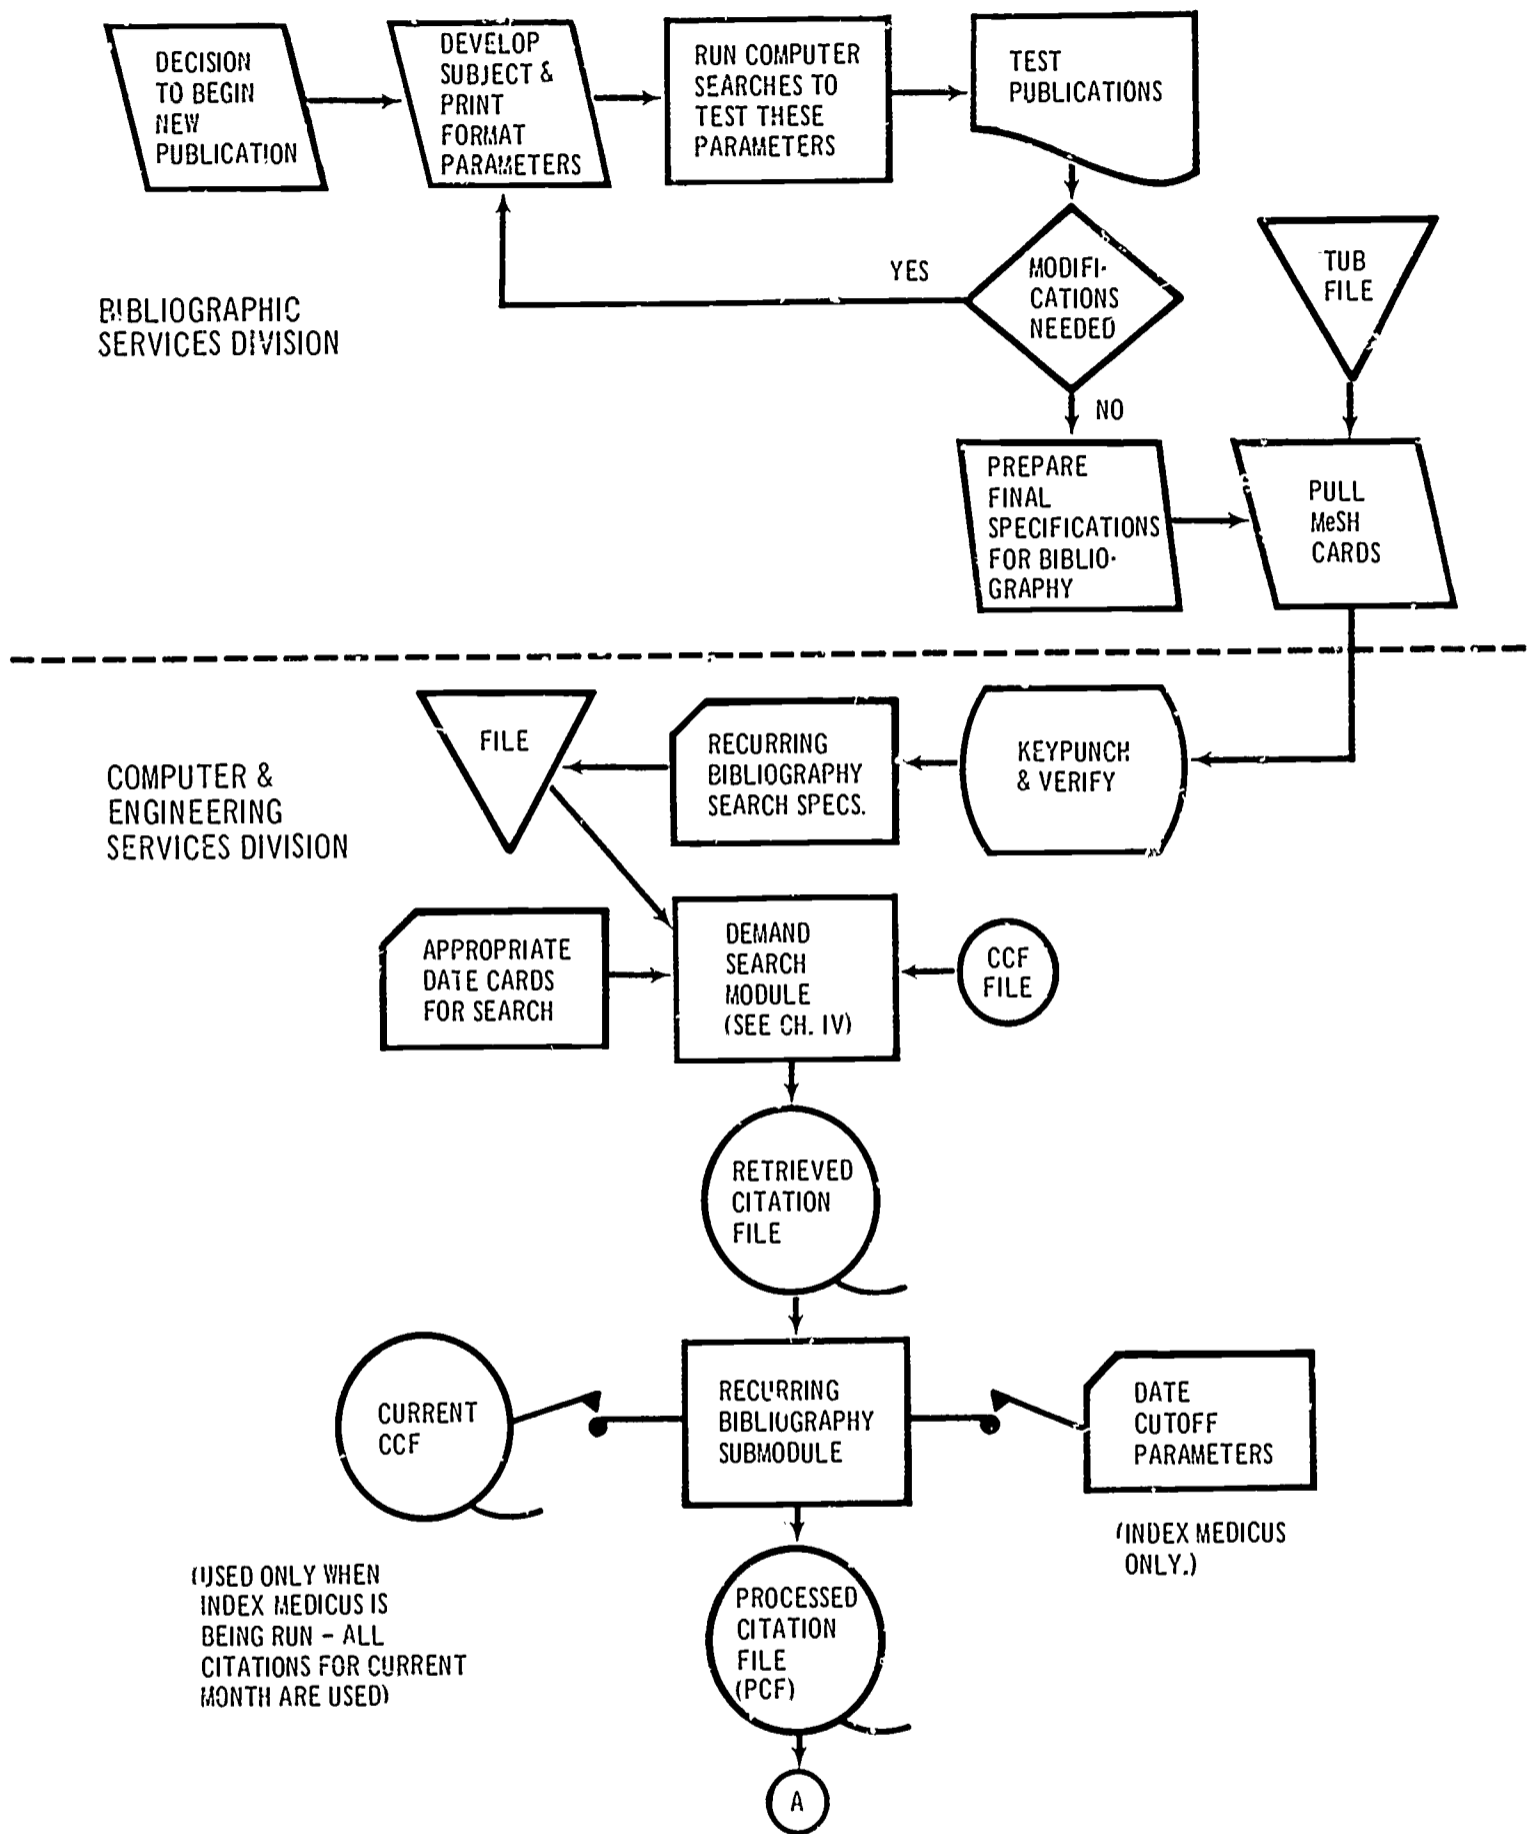 DECISION
TO BEGIN
NEW
PUBLICATION
DEVELOP
SUBJECT &
PRINT
FORMAT
PARAMETERS
RUN COMPUTER
SEARCHES TO
TEST THESE
PARAMETERS
TEST
PUBLICATIONS
YES
MODIFI-
CATIONS
NEEDED
TUB
FILE
BIBLIOGRAPHIC
SERVICES DIVISION
NO
PREPARE
FINAL
SPECIFICATIONS
FOR BIBLIO-
GRAPHY
PULL
MeSH
CARDS
COMPUTER &
ENGINEERING
SERVICES DIVISION
FILE
RECURRING
BIBLIOGRAPHY
SEARCH SPECS.
KEYPUNCH
& VERIFY
APPROPRIATE
DATE CARDS
FOR SEARCH
DEMAND
SEARCH
MODULE
(SEE CH. IV)
CCF
FILE
RETRIEVED
CITATION
FILE
CURRENT
CCF
RECURRING
BIBLIOGRAPHY
SUBMODULE
DATE
CUTOFF
PARAMETERS
(INDEX MEDICUS
ONLY.)
(USED ONLY WHEN
INDEX MEDICUS IS
BEING RUN – ALL
CITATIONS FOR CURRENT
MONTH ARE USED)
PROCESSED
CITATION
FILE
(PCF)
A